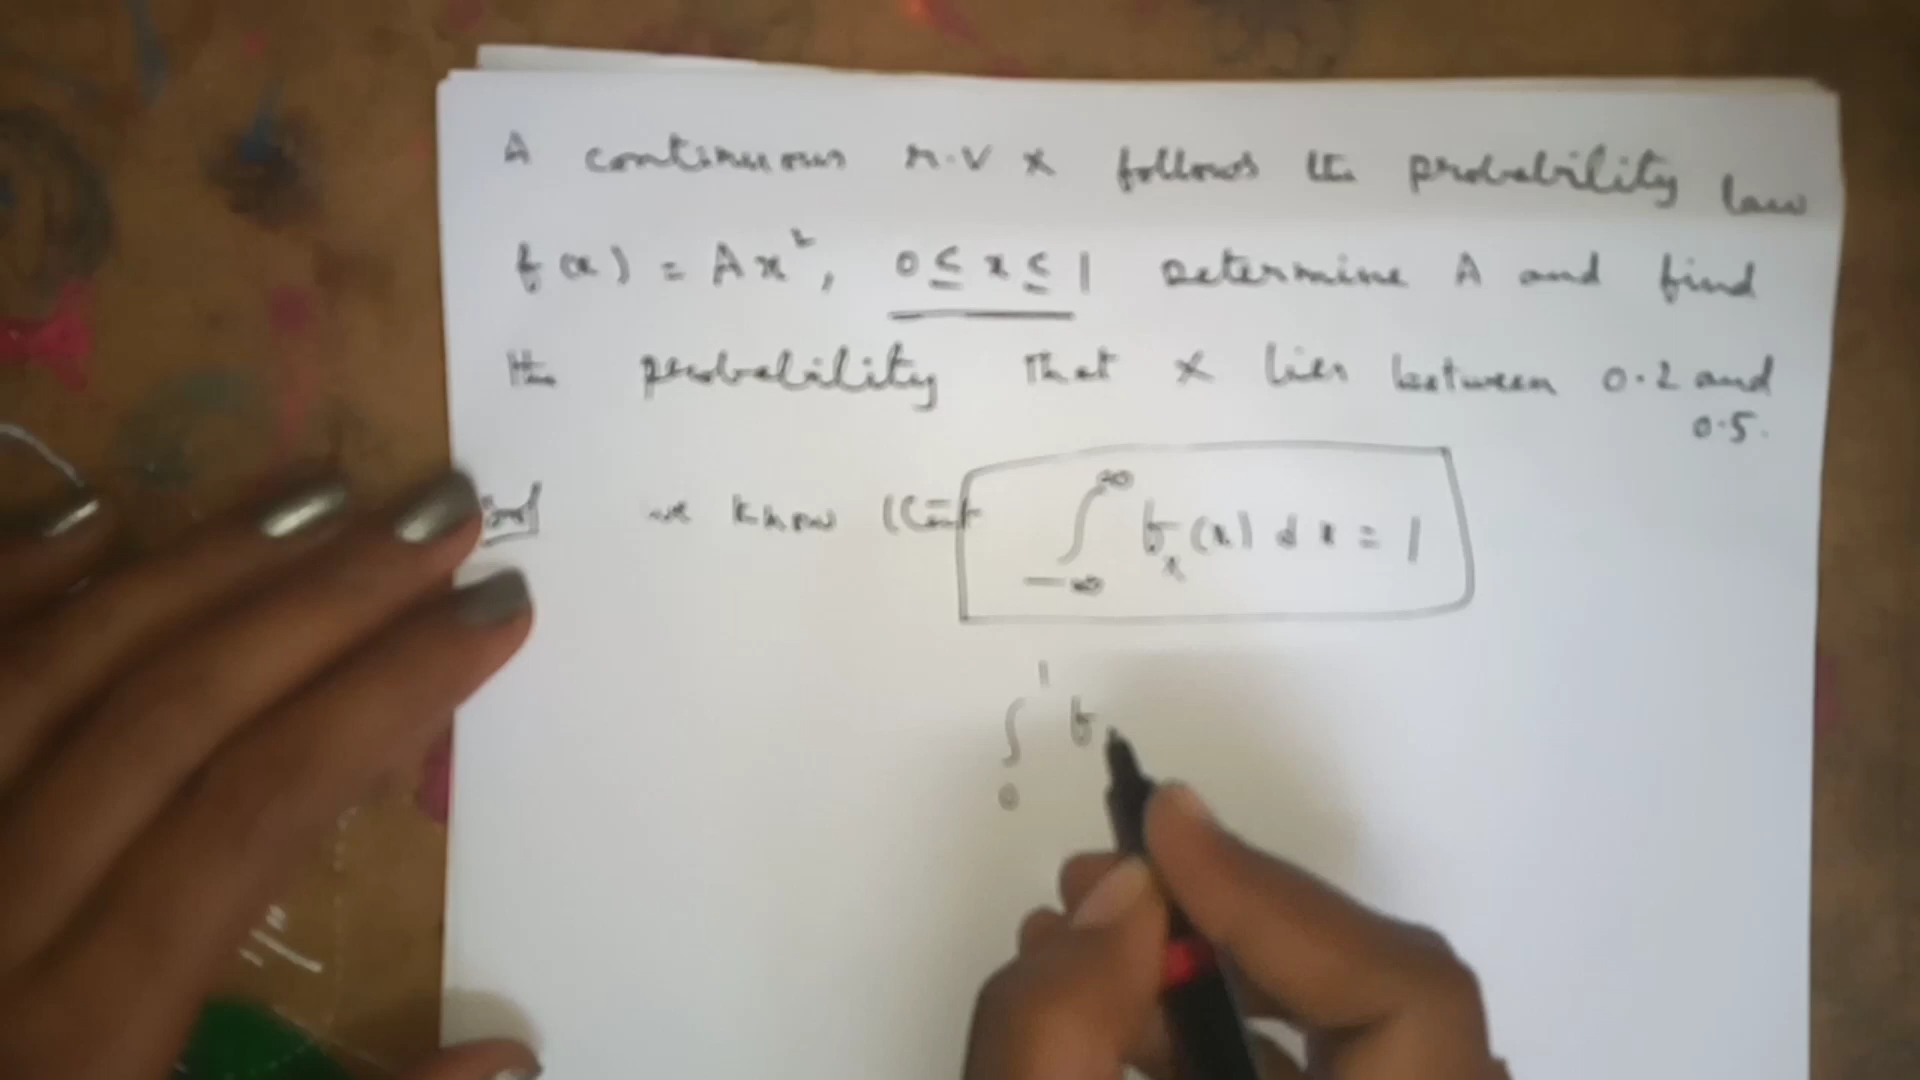 A continuous r.v X follows the probability law
f(x) = Ax², 0 ≤ x ≤ 1 Determine A and find
the probability that X lies between 0.2 and
0.5.
Sol we know that ∫_{-∞}^{∞} f_X(x) dx = 1
∫_0^1 f